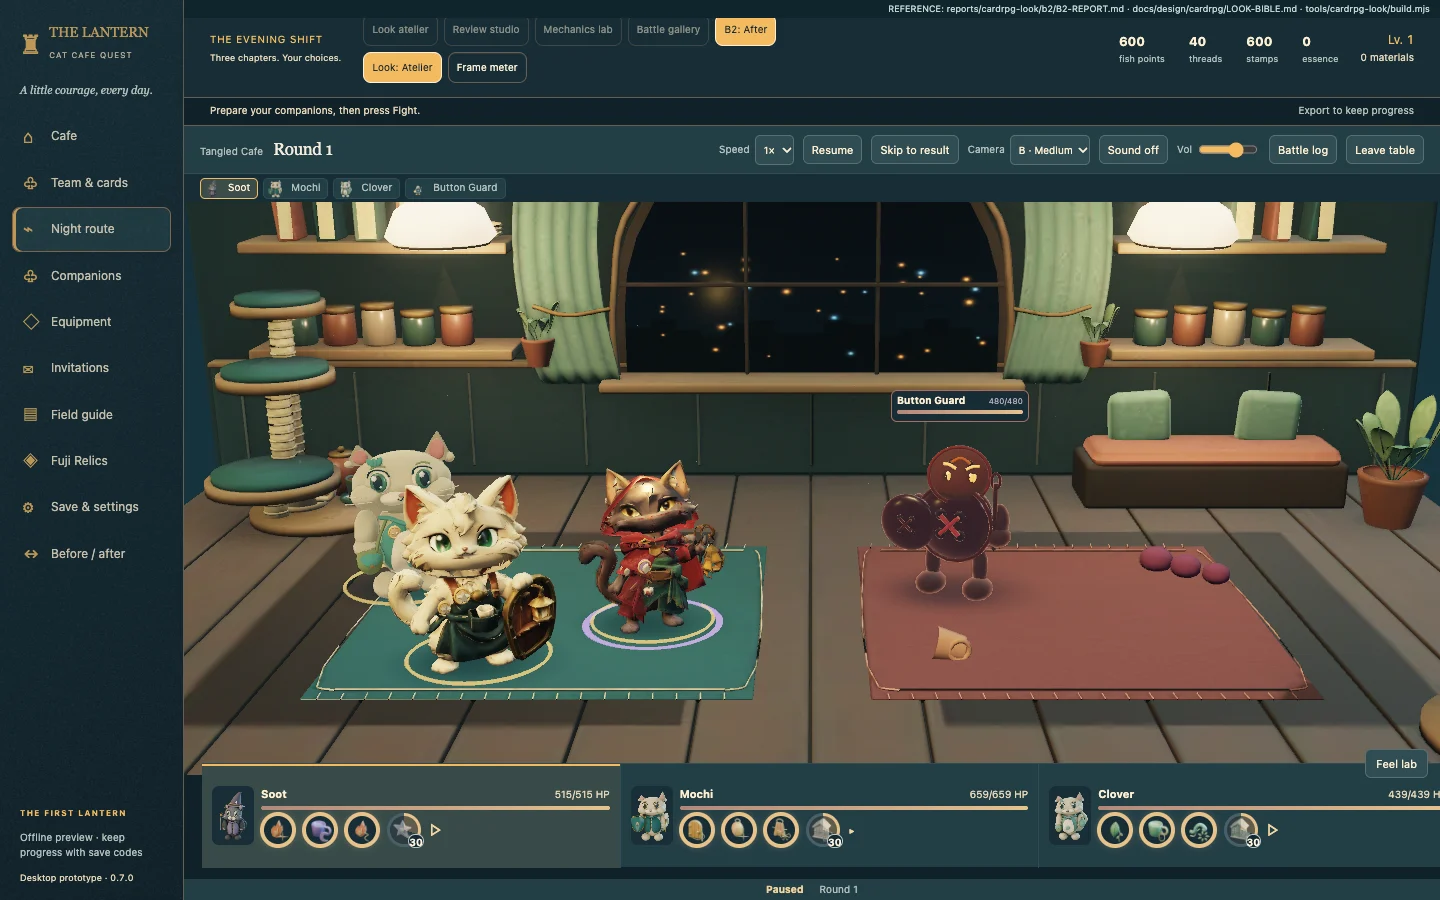 REFERENCE: reports/cardrpg-look/b2/B2-REPORT.md · docs/design/cardrpg/LOOK-BIBLE.md · tools/cardrpg-look/build.mjs
THE LANTERN
CAT CAFE QUEST
A little courage, every day.
Cafe
Team & cards
Night route
Companions
Equipment
Invitations
Field guide
Fuji Relics
Save & settings
Before / after
THE FIRST LANTERN
Offline preview · keep
progress with save codes
Desktop prototype · 0.7.0
THE EVENING SHIFT
Three chapters. Your choices.
Look atelier
Review studio
Mechanics lab
Battle gallery
B2: After
Look: Atelier
Frame meter
600
fish points
40
threads
600
stamps
0
essence
Lv. 1
0 materials
Prepare your companions, then press Fight.
Export to keep progress
Tangled Cafe Round 1
Speed 1x
Resume
Skip to result
Camera B · Medium
Sound off
Vol
Battle log
Leave table
Soot
Mochi
Clover
Button Guard
Button Guard 480/480
Feel lab
Soot 515/515 HP
30
Mochi 659/659 HP
30
Clover 439/439 H
30
Paused Round 1